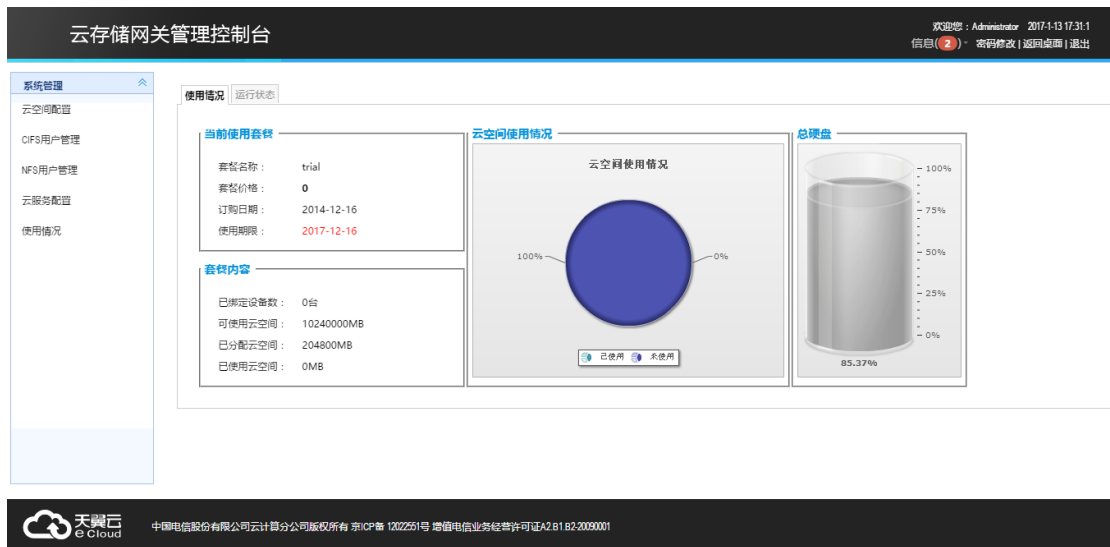 云存储网关管理控制台
欢迎您：Administrator 2017-1-13 17:31:1
信息(2) 密码修改 | 返回桌面 | 退出
系统管理
云空间配置
CIFS用户管理
NFS用户管理
云服务配置
使用情况
使用情况 运行状态
当前使用套餐
套餐名称： trial
套餐价格： 0
订购日期： 2014-12-16
使用期限： 2017-12-16
套餐内容
已绑定设备数： 0台
可使用云空间： 10240000MB
已分配云空间： 204800MB
已使用云空间： 0MB
云空间使用情况
云空间使用情况
100% 0%
已使用 未使用
总硬盘
100%
75%
50%
25%
0%
85.37%
天翼云
e Cloud
中国电信股份有限公司云计算分公司版权所有 京ICP备 12022551号 增值电信业务经营许可证A2.B1.B2-20090001